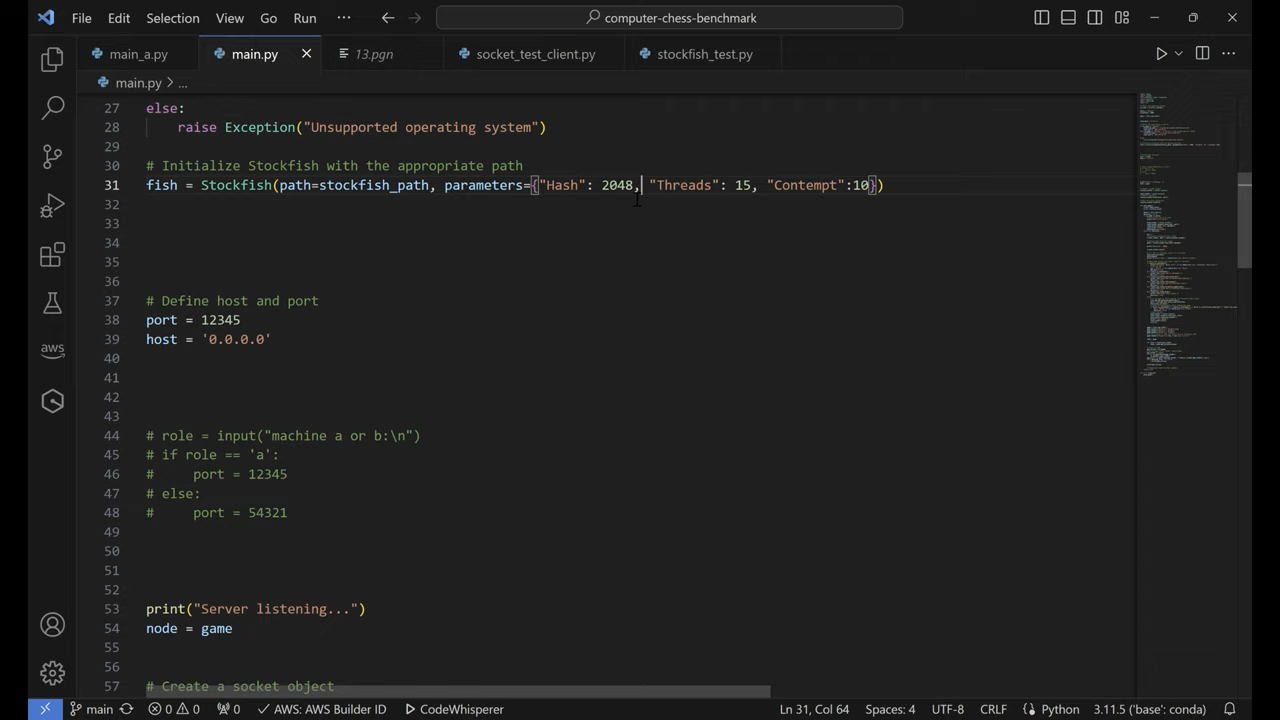 File Edit Selection View Go Run ··· computer-chess-benchmark
main_a.py main.py 13.pgn socket_test_client.py stockfish_test.py
main.py > ...
27 else:
28 raise Exception("Unsupported operating system")
29
30 # Initialize Stockfish with the appropriate path
31 fish = Stockfish(path=stockfish_path, parameters={"Hash": 2048, "Threads": 15, "Contempt":10})
32
33
34
35
36
37 # Define host and port
38 port = 12345
39 host = '0.0.0.0'
40
41
42
43
44 # role = input("machine a or b:\n")
45 # if role == 'a':
46 #     port = 12345
47 # else:
48 #     port = 54321
49
50
51
52
53 print("Server listening...")
54 node = game
55
56
57 # Create a socket object
aws
main 0 0 0 AWS: AWS Builder ID CodeWhisperer Ln 31, Col 64 Spaces: 4 UTF-8 CRLF Python 3.11.5 ('base': conda)